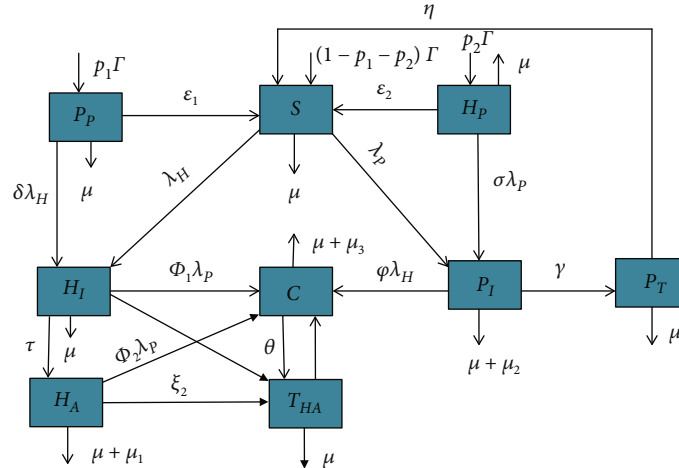 η
p₁Γ
(1 – p₁ – p₂) Γ
p₂Γ
μ
P_P
ε₁
S
ε₂
H_P
μ
μ
δλ_H
λ_H
λ_P
σλ_P
μ + μ₃
H_I
Φ₁λ_P
C
φλ_H
P_I
γ
P_T
τ
μ
Φ₂λ_P
θ
μ + μ₂
μ
H_A
ξ₂
T_HA
μ + μ₁
μ